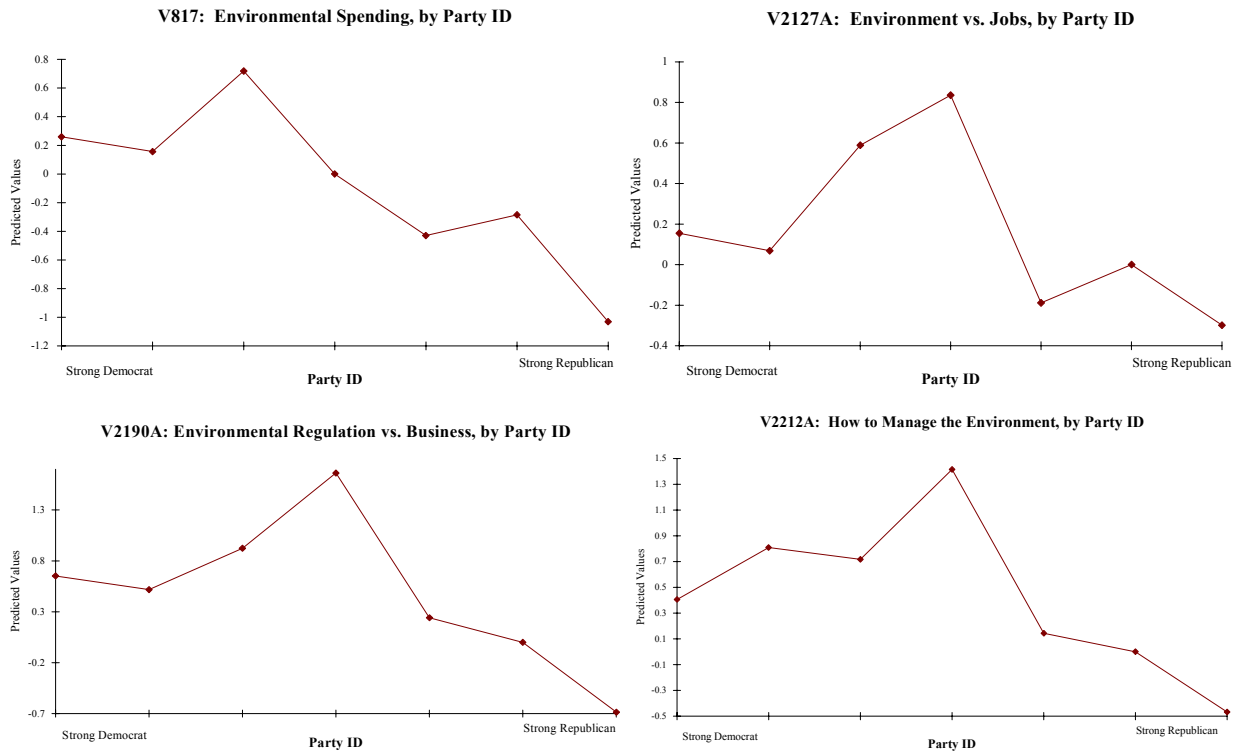 V817:  Environmental Spending, by Party ID
0.8
0.6
0.4
0.2
0
-0.2
-0.4
-0.6
-0.8
-1
-1.2
Predicted Values
Strong Democrat
Party ID
Strong Republican
V2127A:  Environment vs. Jobs, by Party ID
1
0.8
0.6
0.4
0.2
0
-0.2
-0.4
Predicted Values
Strong Democrat
Party ID
Strong Republican
V2190A: Environmental Regulation vs. Business, by Party ID
1.3
0.8
0.3
-0.2
-0.7
Predicted Values
Strong Democrat
Party ID
Strong Republican
V2212A:  How to Manage the Environment, by Party ID
1.5
1.3
1.1
0.9
0.7
0.5
0.3
0.1
-0.1
-0.3
-0.5
Predicted Values
Strong Democrat
Party ID
Strong Republican